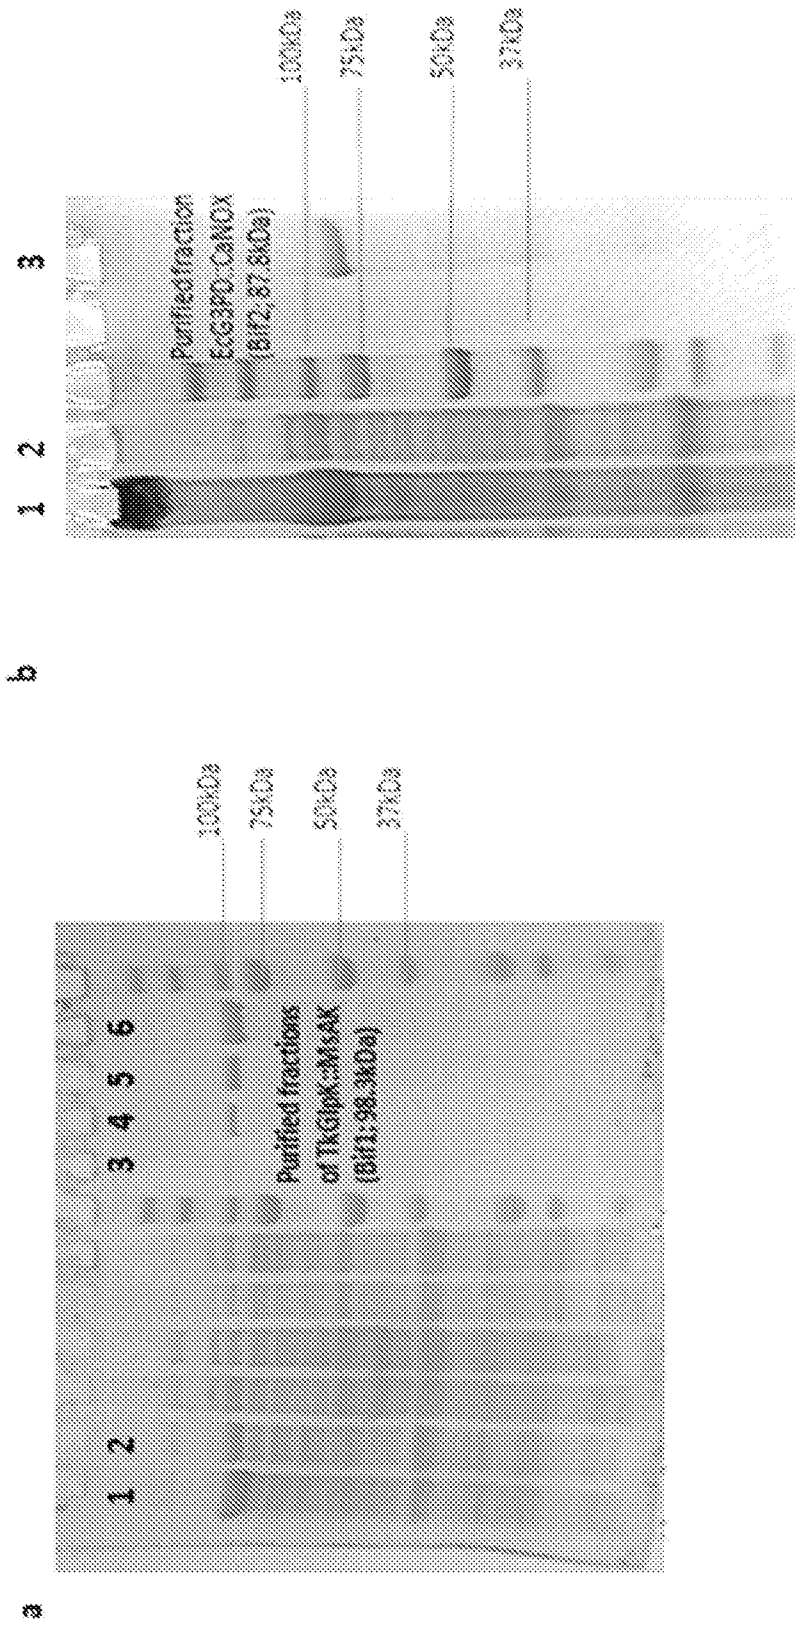 a
1 2 3 4 5 6
Purified fractions
of TkGlpK::MsAK
(Bif1; 98.3kDa)
100kDa
75kDa
50kDa
37kDa
b
1 2 3
Purified fraction
EcG3PD::CaNOX
(Bif2; 87.8kDa)
100kDa
75kDa
50kDa
37kDa